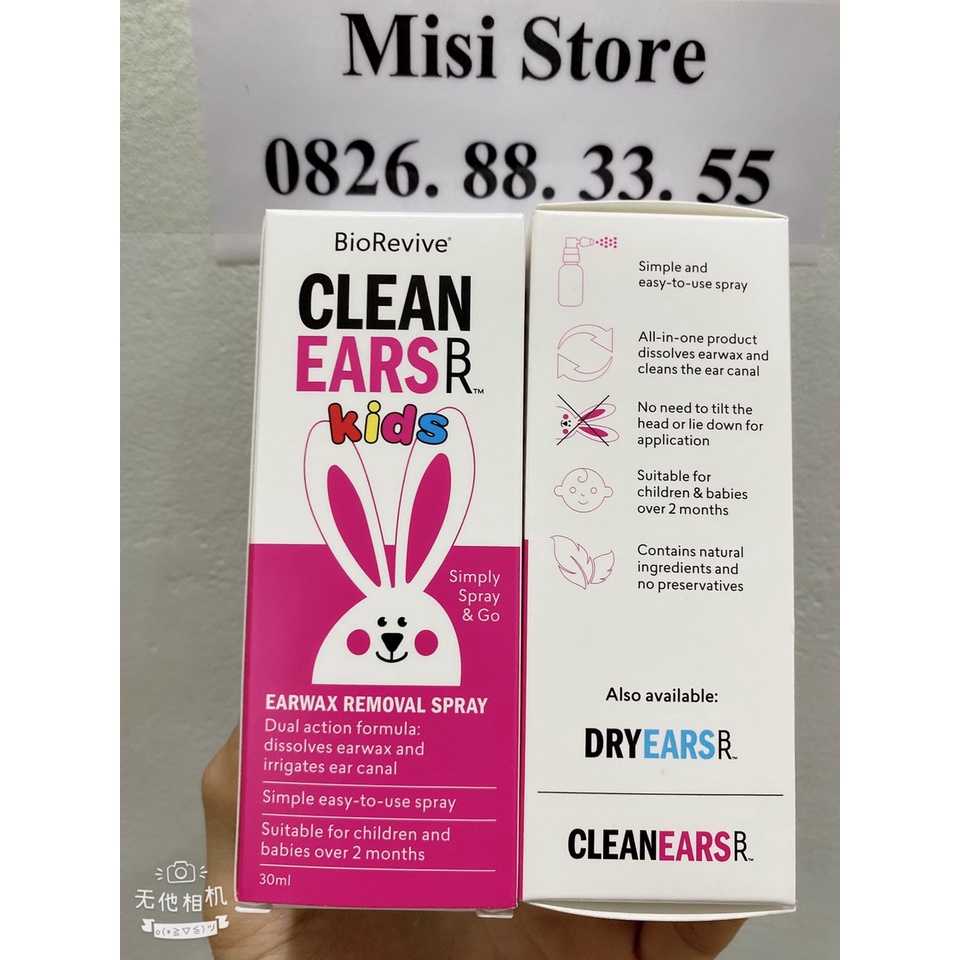 Misi Store
0826. 88. 33. 55
BioRevive®
CLEAN
EARS R™
kids
Simply
Spray
& Go
EARWAX REMOVAL SPRAY
Dual action formula:
dissolves earwax and
irrigates ear canal
Simple easy-to-use spray
Suitable for children and
babies over 2 months
30ml
Simple and
easy-to-use spray
All-in-one product
dissolves earwax and
cleans the ear canal
No need to tilt the
head or lie down for
application
Suitable for
children & babies
over 2 months
Contains natural
ingredients and
no preservatives
Also available:
DRYEARS R™
CLEANEARS R™
无他相机
o(*≧▽≦)ツ